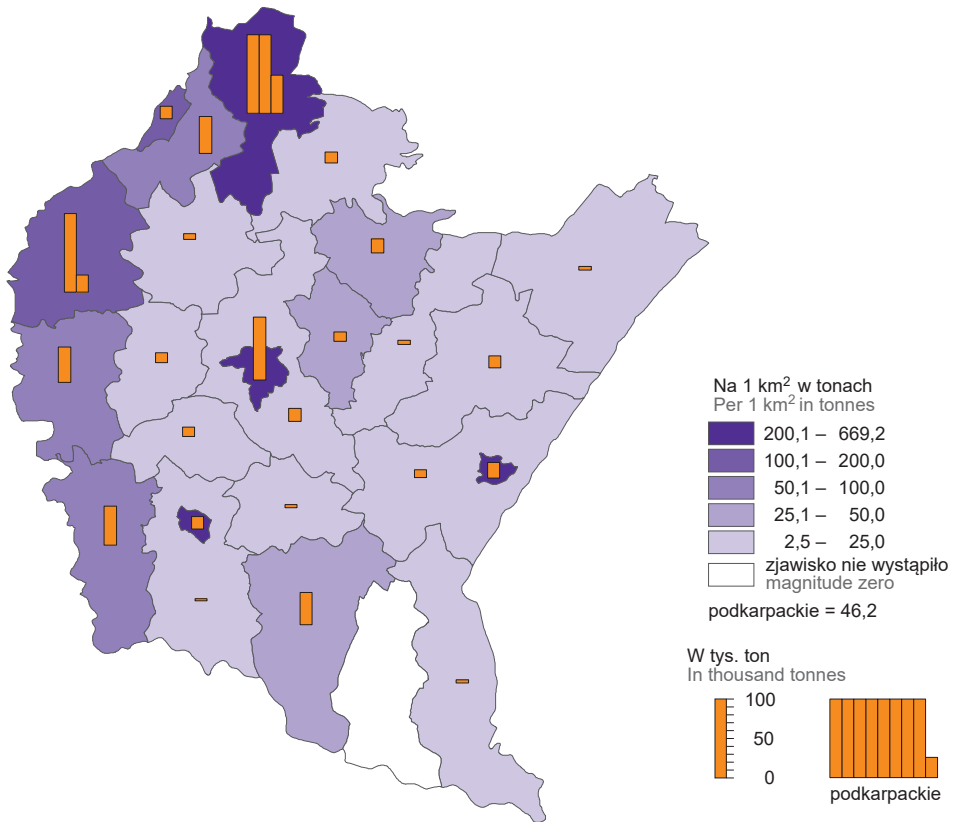 Na 1 km2 w tonach
Per 1 km2 in tonnes
200,1 – 669,2
100,1 – 200,0
50,1 – 100,0
25,1 – 50,0
2,5 – 25,0
zjawisko nie wystąpiło
magnitude zero
podkarpackie = 46,2
W tys. ton
In thousand tonnes
100
50
0
podkarpackie